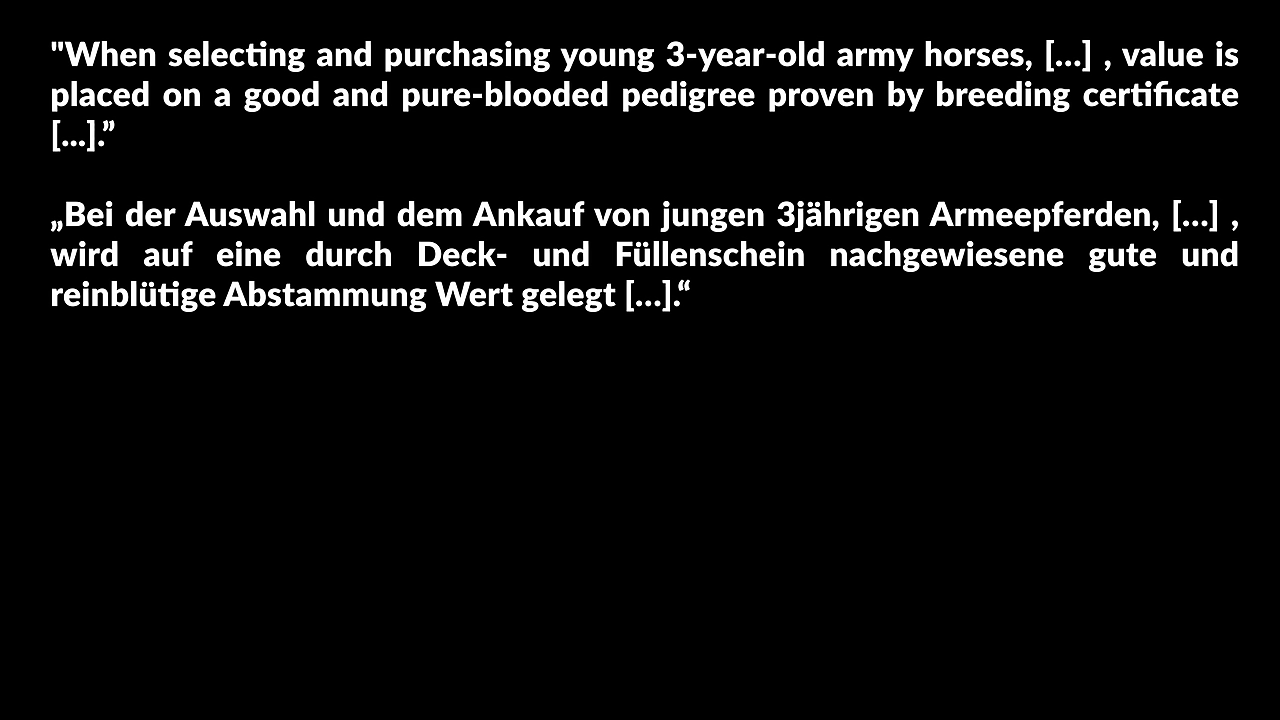 "When selecting and purchasing young 3-year-old army horses, [...] , value is
placed on a good and pure-blooded pedigree proven by breeding certificate
[...].”
„Bei der Auswahl und dem Ankauf von jungen 3jährigen Armeepferden, [...] ,
wird auf eine durch Deck- und Füllenschein nachgewiesene gute und
reinblütige Abstammung Wert gelegt [...].“